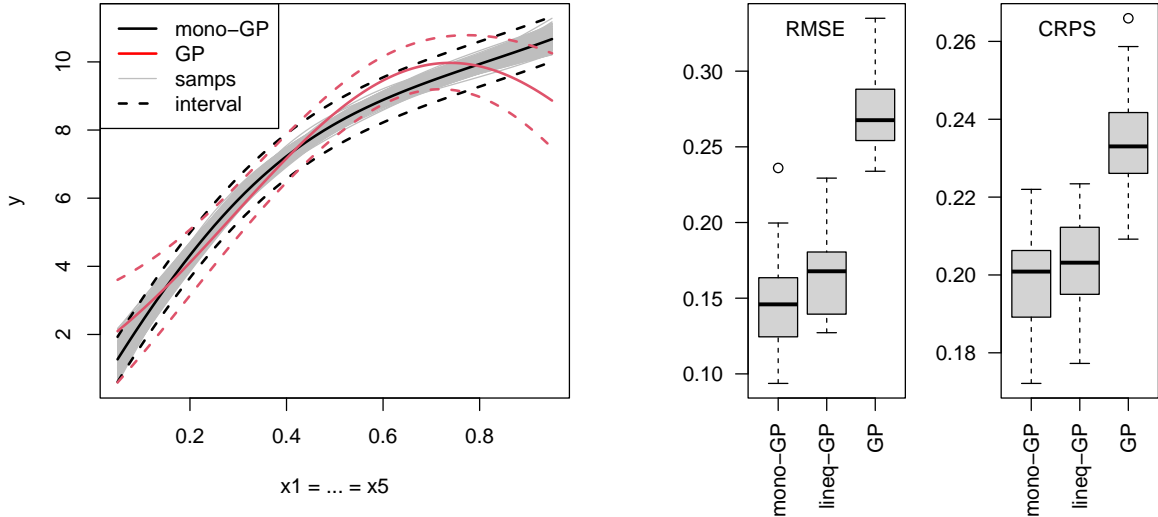 mono−GP
GP
samps
interval
y
2
4
6
8
10
0.2
0.4
0.6
0.8
x1 = ... = x5
RMSE
0.10
0.15
0.20
0.25
0.30
mono−GP
lineq−GP
GP
CRPS
0.18
0.20
0.22
0.24
0.26
mono−GP
lineq−GP
GP